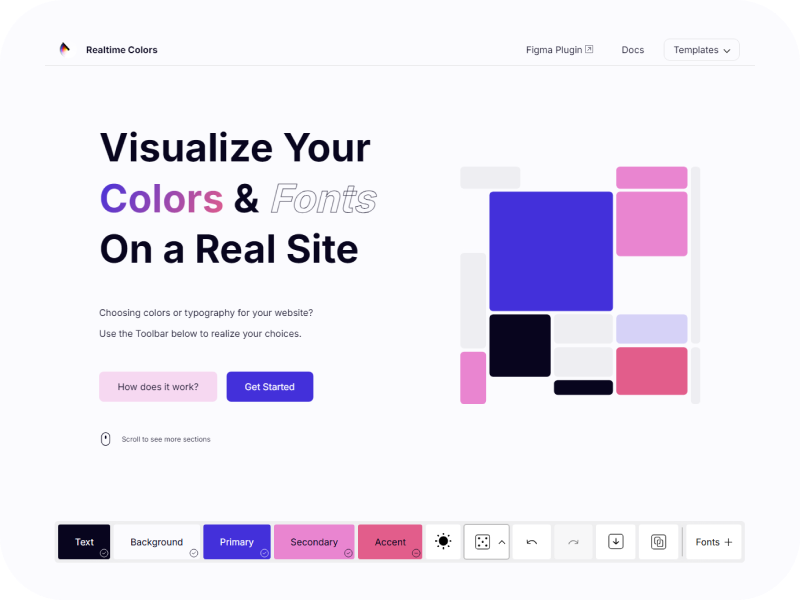 Realtime Colors
Figma Plugin
Docs
Templates
Visualize Your
Colors & Fonts
On a Real Site
Choosing colors or typography for your website?
Use the Toolbar below to realize your choices.
How does it work?
Get Started
Scroll to see more sections
Text
Background
Primary
Secondary
Accent
Fonts +